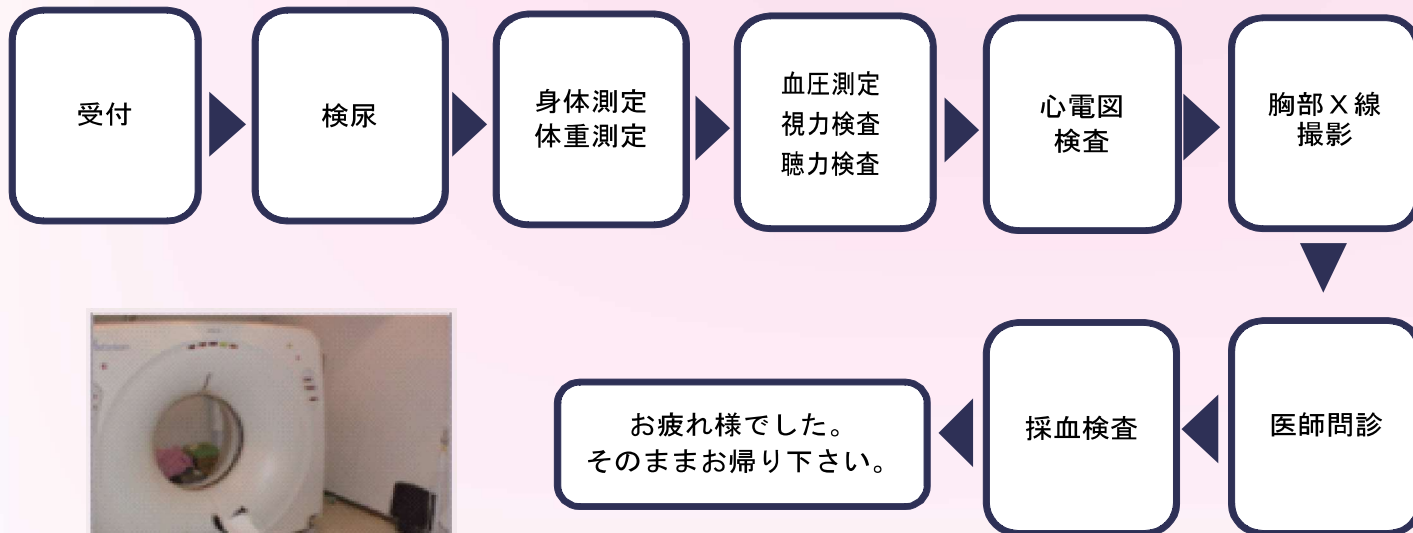 受付
検尿
身体測定
体重測定
血圧測定
視力検査
聴力検査
心電図
検査
胸部X線
撮影
医師問診
採血検査
お疲れ様でした。
そのままお帰り下さい。